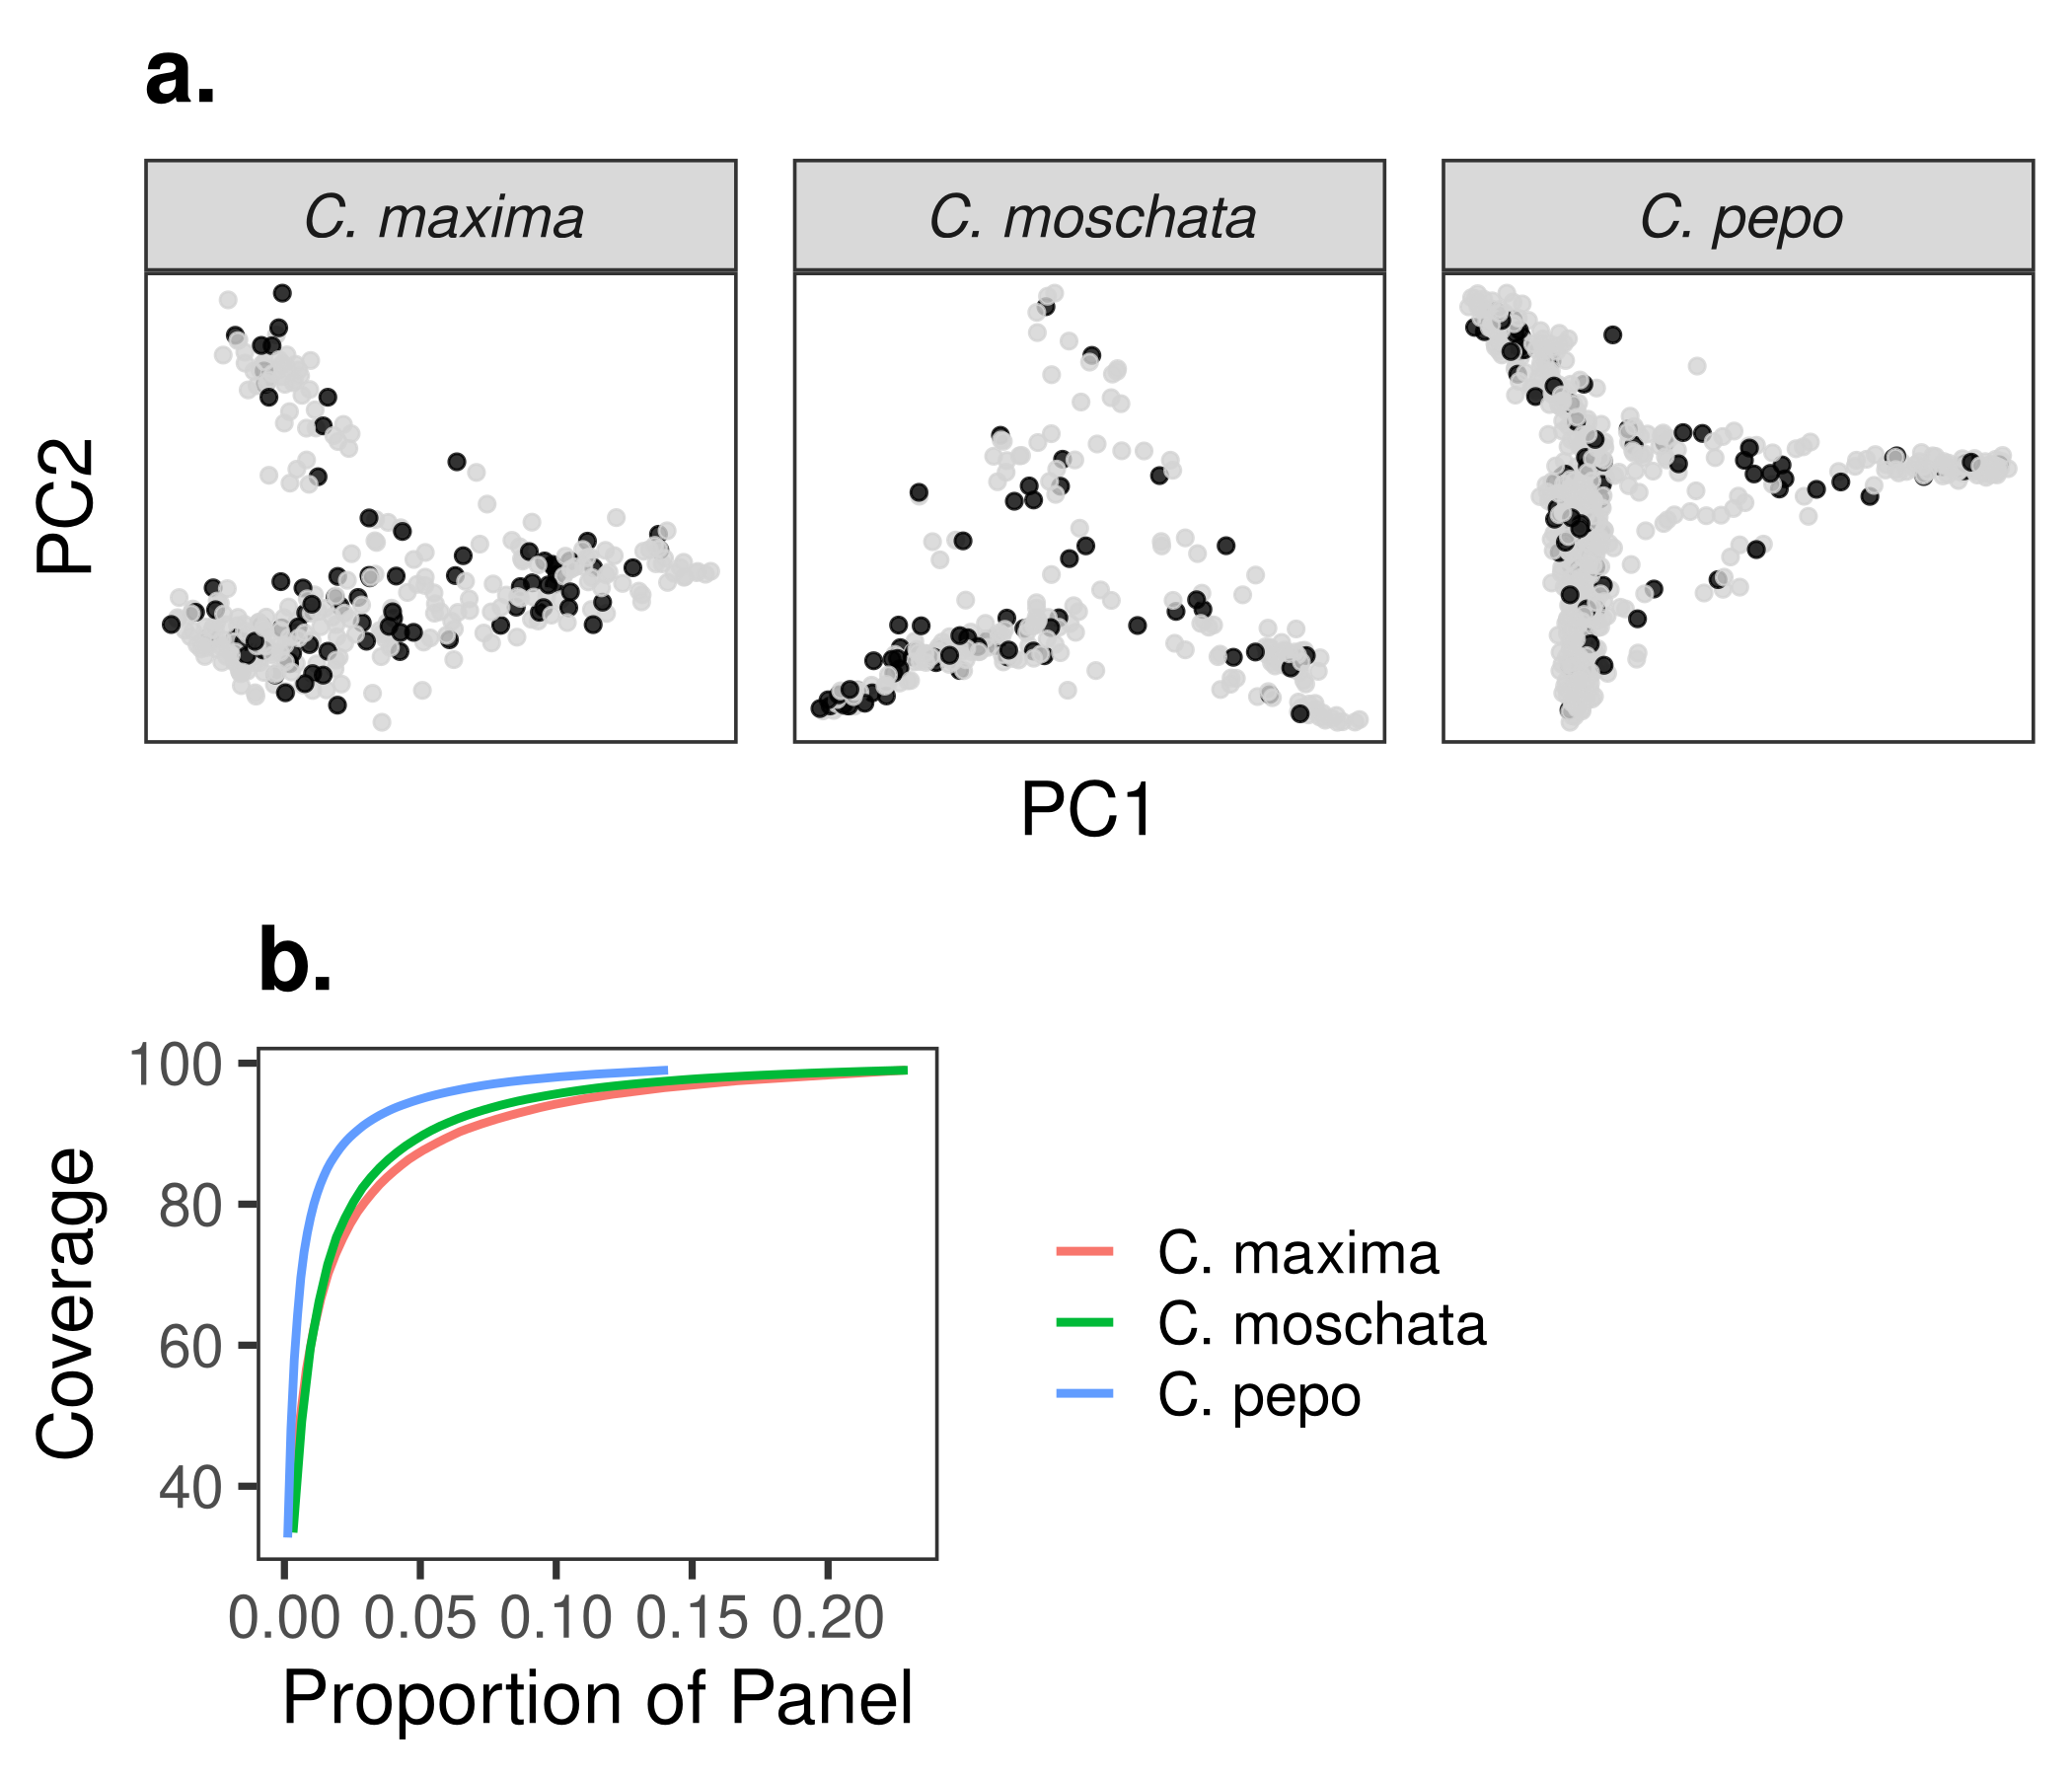 a.
C. maxima C. moschata C. pepo
PC2
PC1
b.
Coverage
100
80
60
40
0.00 0.05 0.10 0.15 0.20
Proportion of Panel
C. maxima
C. moschata
C. pepo